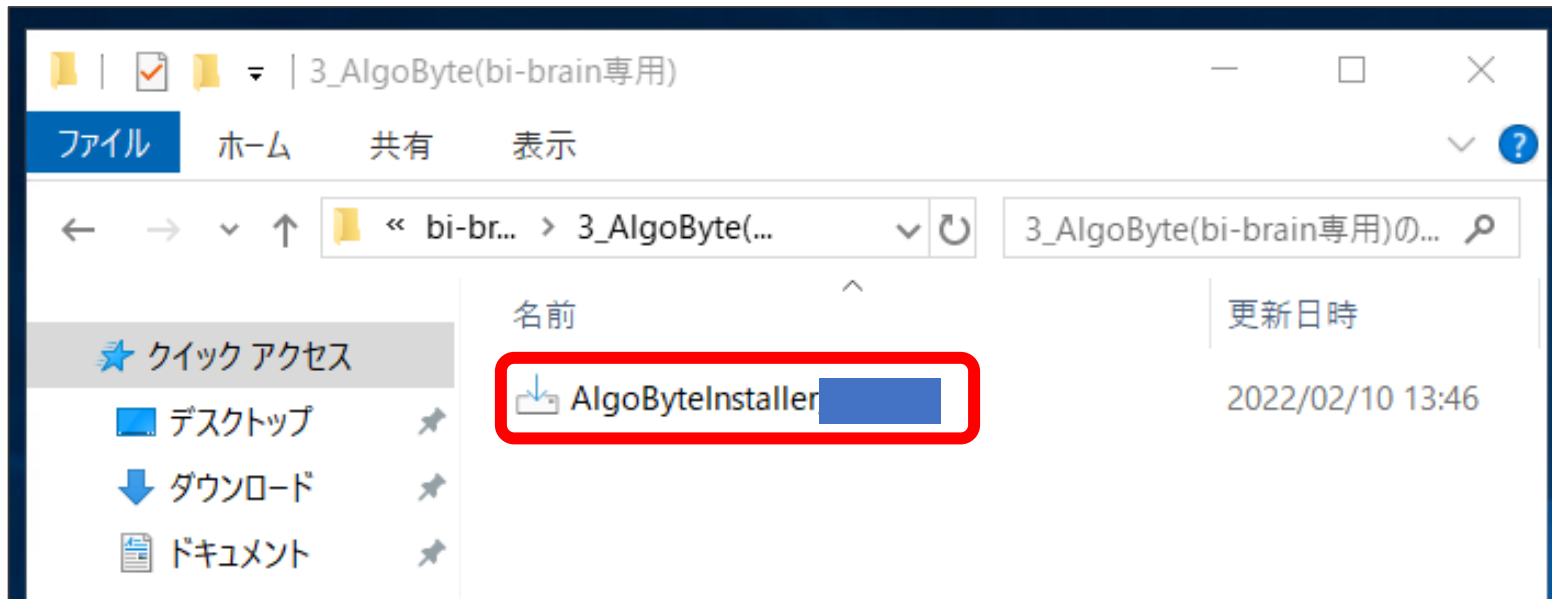 3_AlgoByte(bi-brain専用)
ファイル ホーム 共有 表示
« bi-br... > 3_AlgoByte(... 3_AlgoByte(bi-brain専用)の...
名前 更新日時
クイック アクセス
AlgoByteInstaller 2022/02/10 13:46
デスクトップ
ダウンロード
ドキュメント